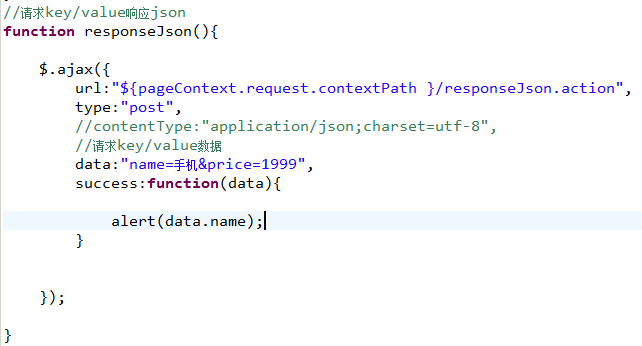 //请求key/value响应json
function responseJson(){
$.ajax({
url:"${pageContext.request.contextPath }/responseJson.action",
type:"post",
//contentType:"application/json;charset=utf-8",
//请求key/value数据
data:"name=手机&price=1999",
success:function(data){
alert(data.name);
}
});
}